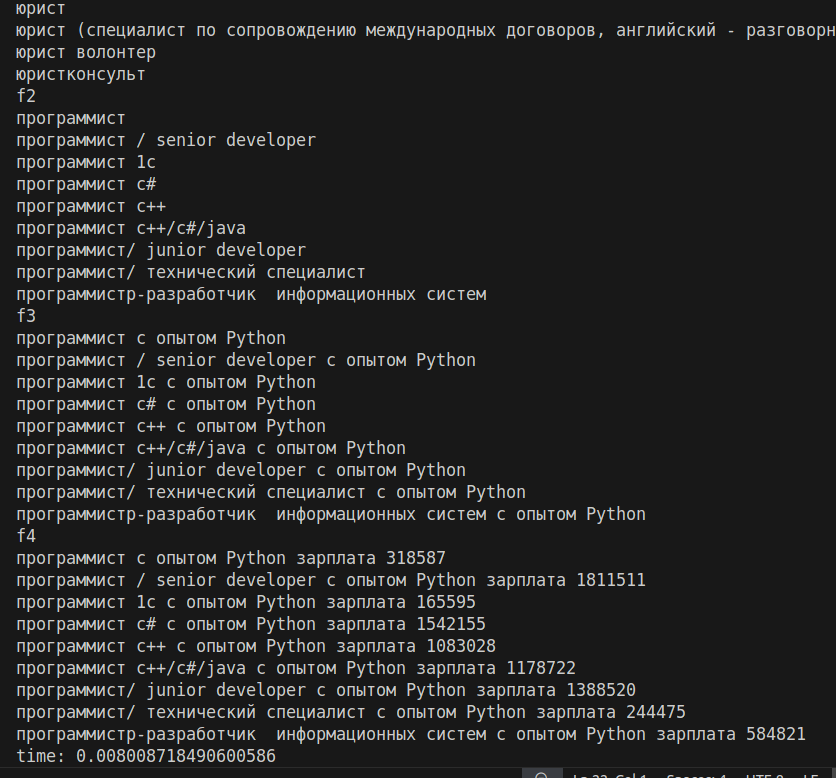 юрист
юрист (специалист по сопровождению международных договоров, английский - разговорн
юрист волонтер
юристконсульт
f2
программист
программист / senior developer
программист 1c
программист c#
программист c++
программист c++/c#/java
программист/ junior developer
программист/ технический специалист
программистр-разработчик  информационных систем
f3
программист с опытом Python
программист / senior developer с опытом Python
программист 1c с опытом Python
программист c# с опытом Python
программист c++ с опытом Python
программист c++/c#/java с опытом Python
программист/ junior developer с опытом Python
программист/ технический специалист с опытом Python
программистр-разработчик  информационных систем с опытом Python
f4
программист с опытом Python зарплата 318587
программист / senior developer с опытом Python зарплата 1811511
программист 1c с опытом Python зарплата 165595
программист c# с опытом Python зарплата 1542155
программист c++ с опытом Python зарплата 1083028
программист c++/c#/java с опытом Python зарплата 1178722
программист/ junior developer с опытом Python зарплата 1388520
программист/ технический специалист с опытом Python зарплата 244475
программистр-разработчик  информационных систем с опытом Python зарплата 584821
time: 0.008008718490600586